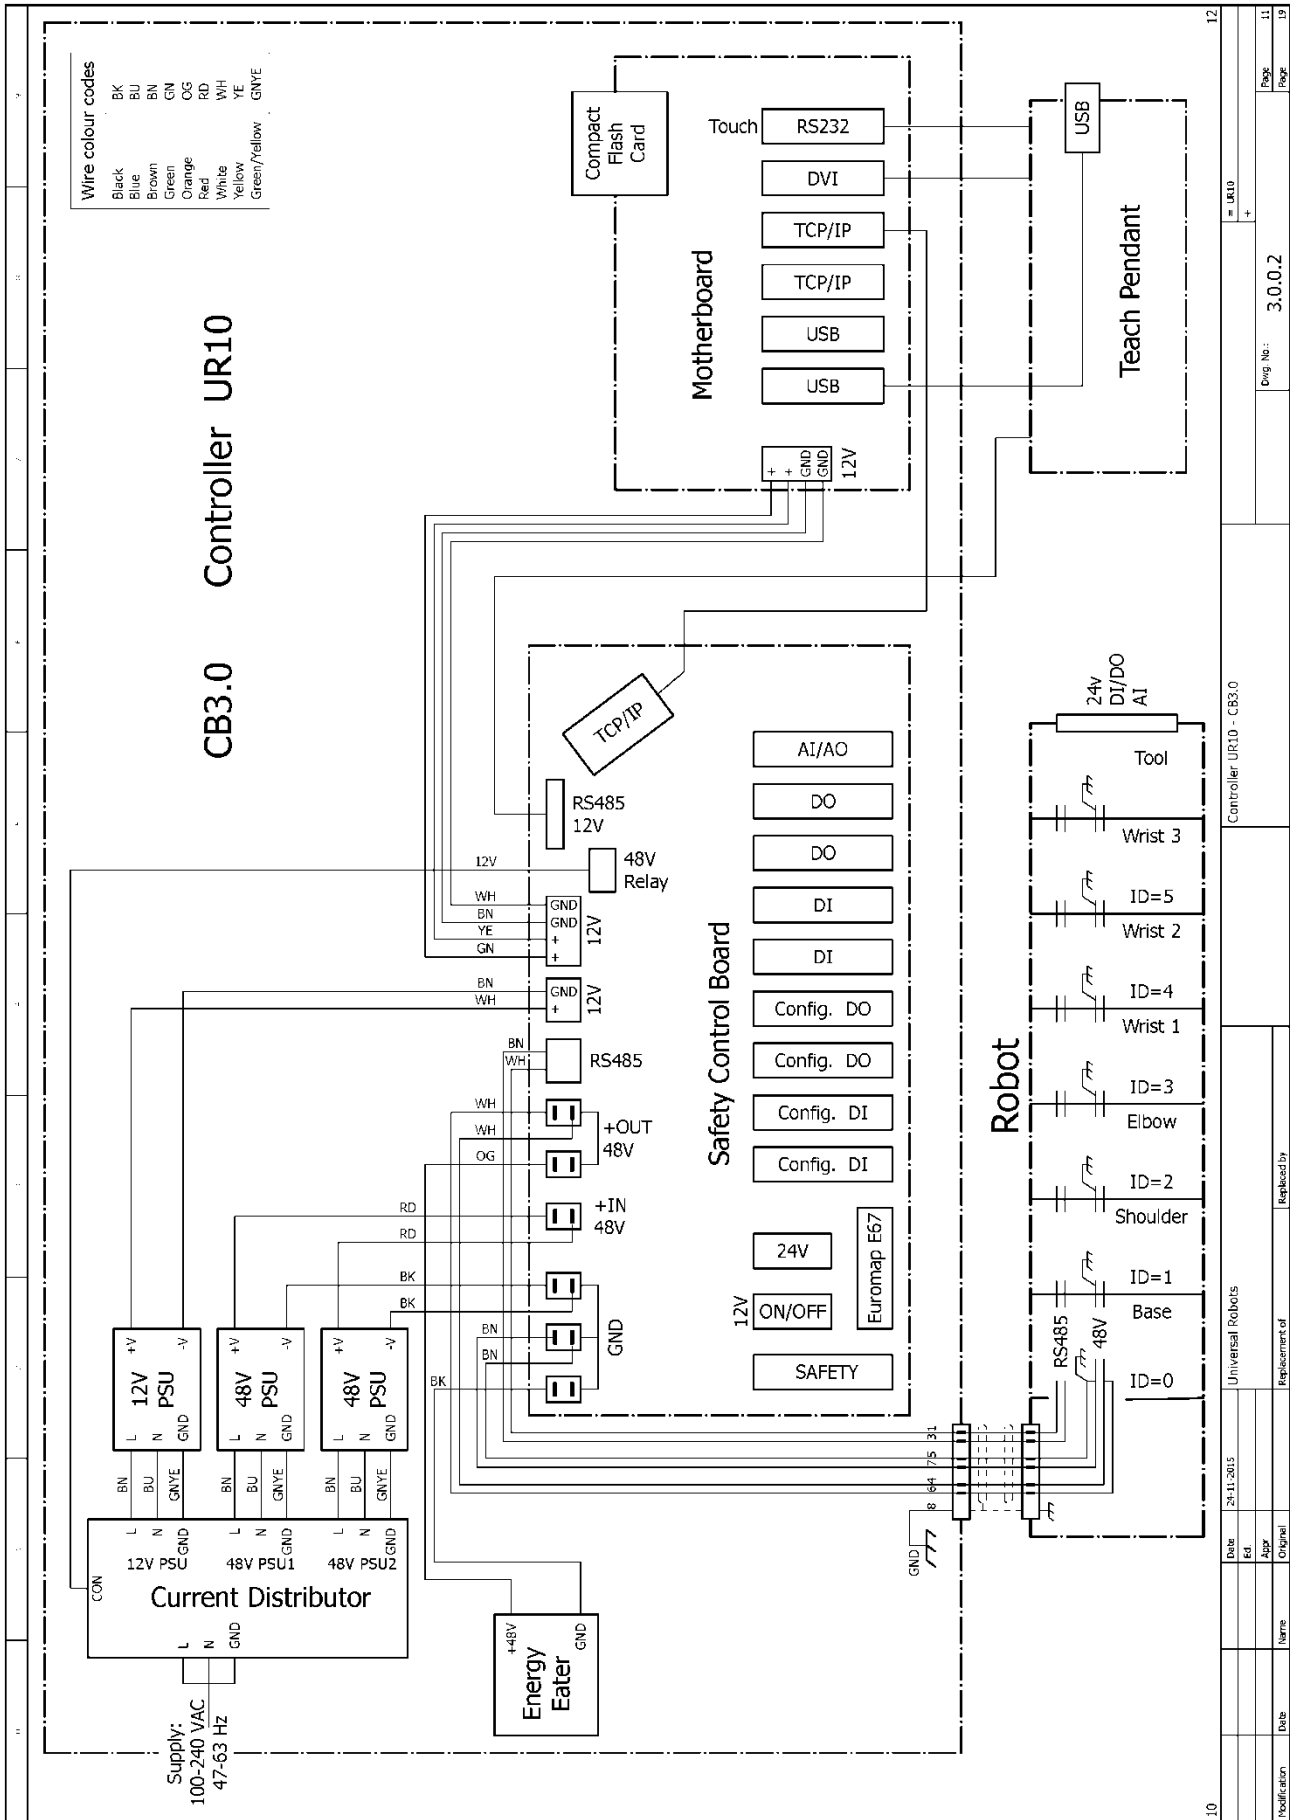 Wire colour codes
Black BK
Blue BU
Brown BN
Green GN
Orange OG
Red RD
White WH
Yellow YE
Green/Yellow GNYE
CB3.0 Controller UR10
Compact
Flash
Card
Motherboard
Touch
RS232
DVI
TCP/IP
TCP/IP
USB
USB
+
+
GND
GND
12V
USB
Teach Pendant
TCP/IP
RS485
12V
12V
48V
Relay
WH
BN
YE
GN
GND
GND
+
+
12V
BN
WH
GND
+
12V
BN
WH
RS485
WH
WH
OG
+OUT
48V
RD
RD
+IN
48V
BK
BK
BN
BN
BK
GND
Safety Control Board
AI/AO
DO
DO
DI
DI
Config. DO
Config. DO
Config. DI
Config. DI
24V
12V
ON/OFF
Euromap E67
SAFETY
+V
-V
12V
PSU
L
N
GND
+V
-V
48V
PSU
L
N
GND
+V
-V
48V
PSU
L
N
GND
BN
BU
GNYE
BN
BU
GNYE
BN
BU
GNYE
L
N
GND
12V PSU
L
N
GND
48V PSU1
L
N
GND
48V PSU2
CON
Current Distributor
L
N
GND
Supply:
100-240 VAC
47-63 Hz
+48V
GND
Energy
Eater
31
75
64
8
GND
Robot
24v
DI/DO
AI
Tool
Wrist 3
ID=5
Wrist 2
ID=4
Wrist 1
ID=3
Elbow
ID=2
Shoulder
ID=1
Base
RS485
48V
ID=0
10
12
Modification
Date
Name
Date 24-11-2015
Ed.
Appr
Original
Universal Robots
Replacement of
Replaced by
Controller UR10 - CB3.0
Dwg. No.: 3.0.0.2
= UR10
+
Page 11
Page 19